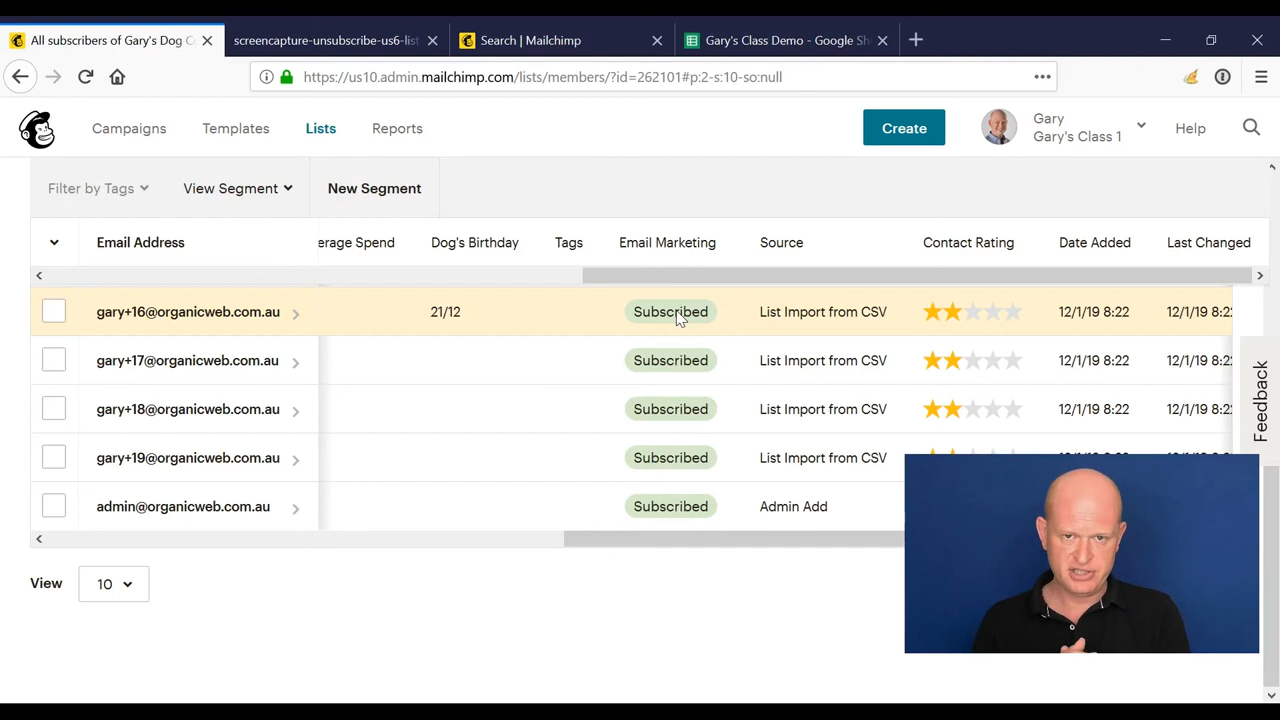 All subscribers of Gary's Dog C
screencapture-unsubscribe-us6-list
Search | Mailchimp
Gary's Class Demo - Google Sh
https://us10.admin.mailchimp.com/lists/members/?id=262101#p:2-s:10-so:null
Campaigns Templates Lists Reports Create Gary Help
Gary's Class 1
Filter by Tags View Segment New Segment
Email Address erage Spend Dog's Birthday Tags Email Marketing Source Contact Rating Date Added Last Changed
gary+16@organicweb.com.au 21/12 Subscribed List Import from CSV 12/1/19 8:22 12/1/19 8:22
gary+17@organicweb.com.au Subscribed List Import from CSV 12/1/19 8:22 12/1/19 8:22
gary+18@organicweb.com.au Subscribed List Import from CSV 12/1/19 8:22 12/1/19 8:22
gary+19@organicweb.com.au Subscribed List Import from CSV
admin@organicweb.com.au Subscribed Admin Add
View 10
Feedback